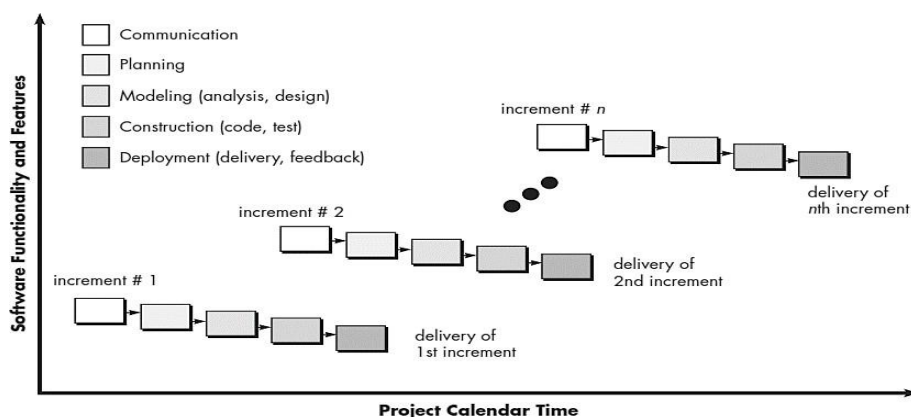 Software Functionality and Features
Communication
Planning
Modeling (analysis, design)
Construction (code, test)
Deployment (delivery, feedback)
increment # n
delivery of
nth increment
increment # 2
delivery of
2nd increment
increment # 1
delivery of
1st increment
Project Calendar Time